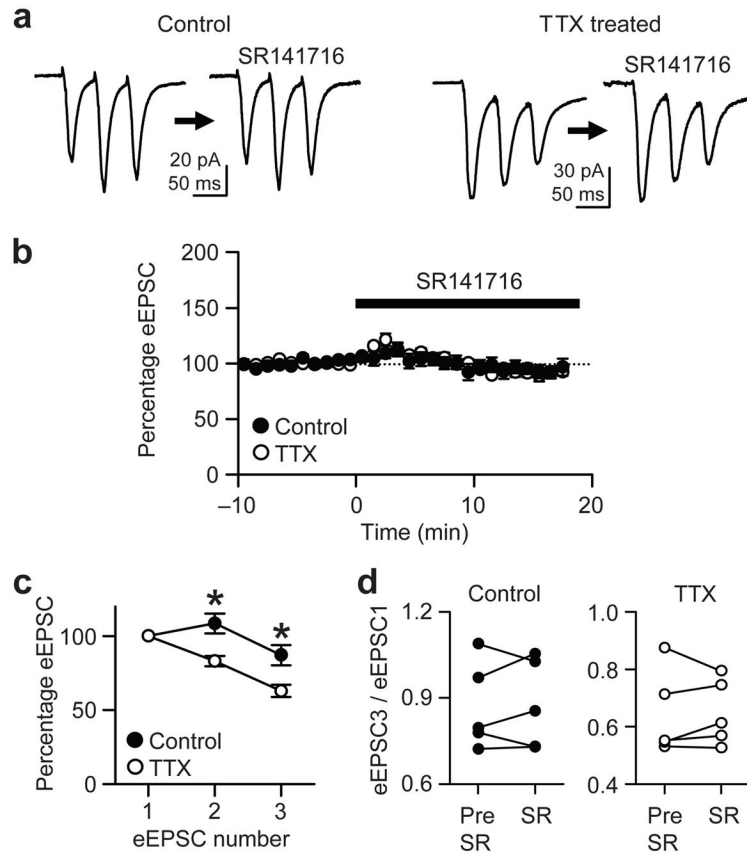 a
Control
TTX treated
SR141716
SR141716
20 pA
50 ms
30 pA
50 ms
b
Percentage eEPSC
200
150
100
50
0
SR141716
Control
TTX
–10
0
10
20
Time (min)
c
Percentage eEPSC
100
50
0
*
*
Control
TTX
1
2
3
eEPSC number
d
Control
TTX
eEPSC3 / eEPSC1
1.2
0.9
0.6
1.0
0.8
0.6
0.4
Pre
SR
SR
Pre
SR
SR